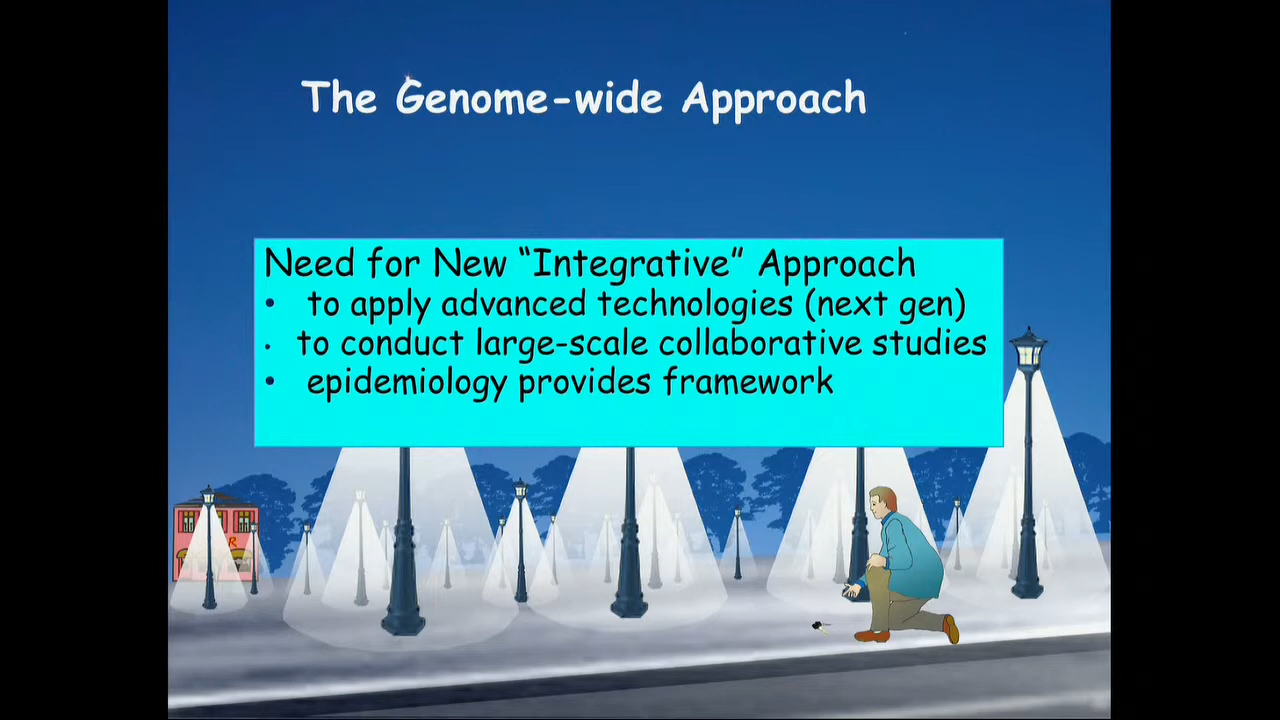 The Genome-wide Approach
Need for New “Integrative” Approach
• to apply advanced technologies (next gen)
• to conduct large-scale collaborative studies
• epidemiology provides framework